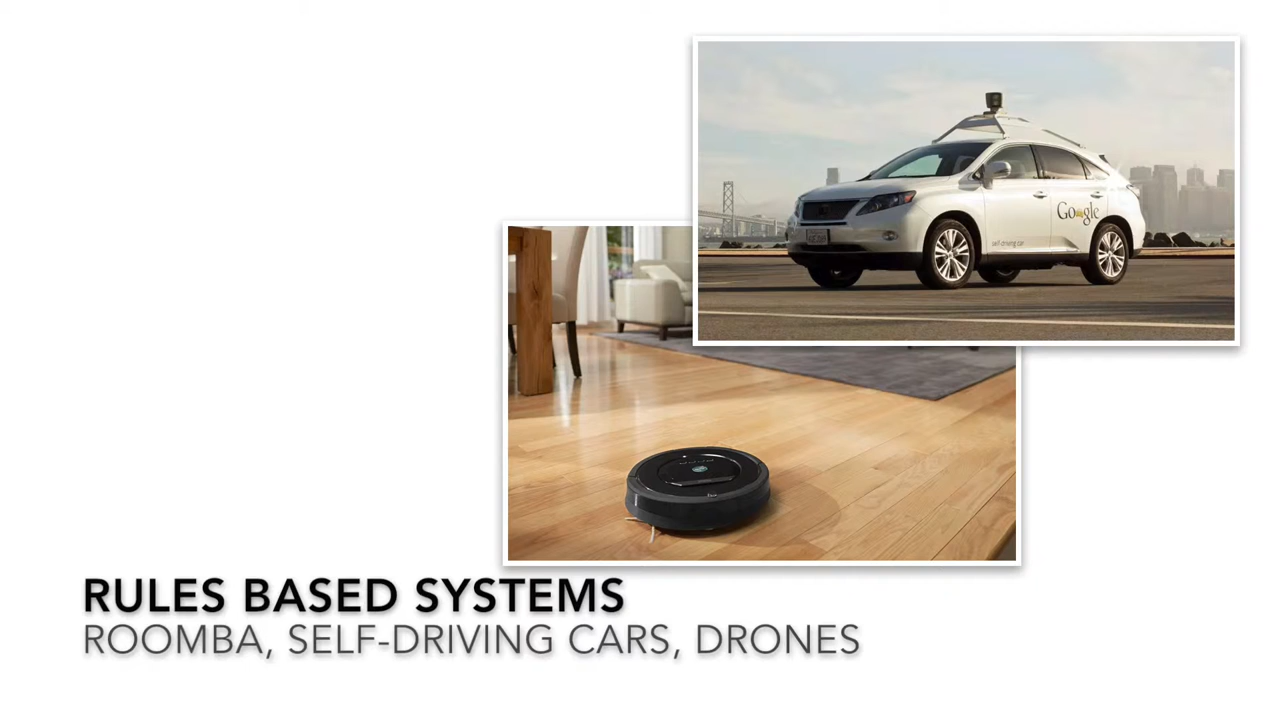 Google
self-driving car
RULES BASED SYSTEMS
ROOMBA, SELF-DRIVING CARS, DRONES